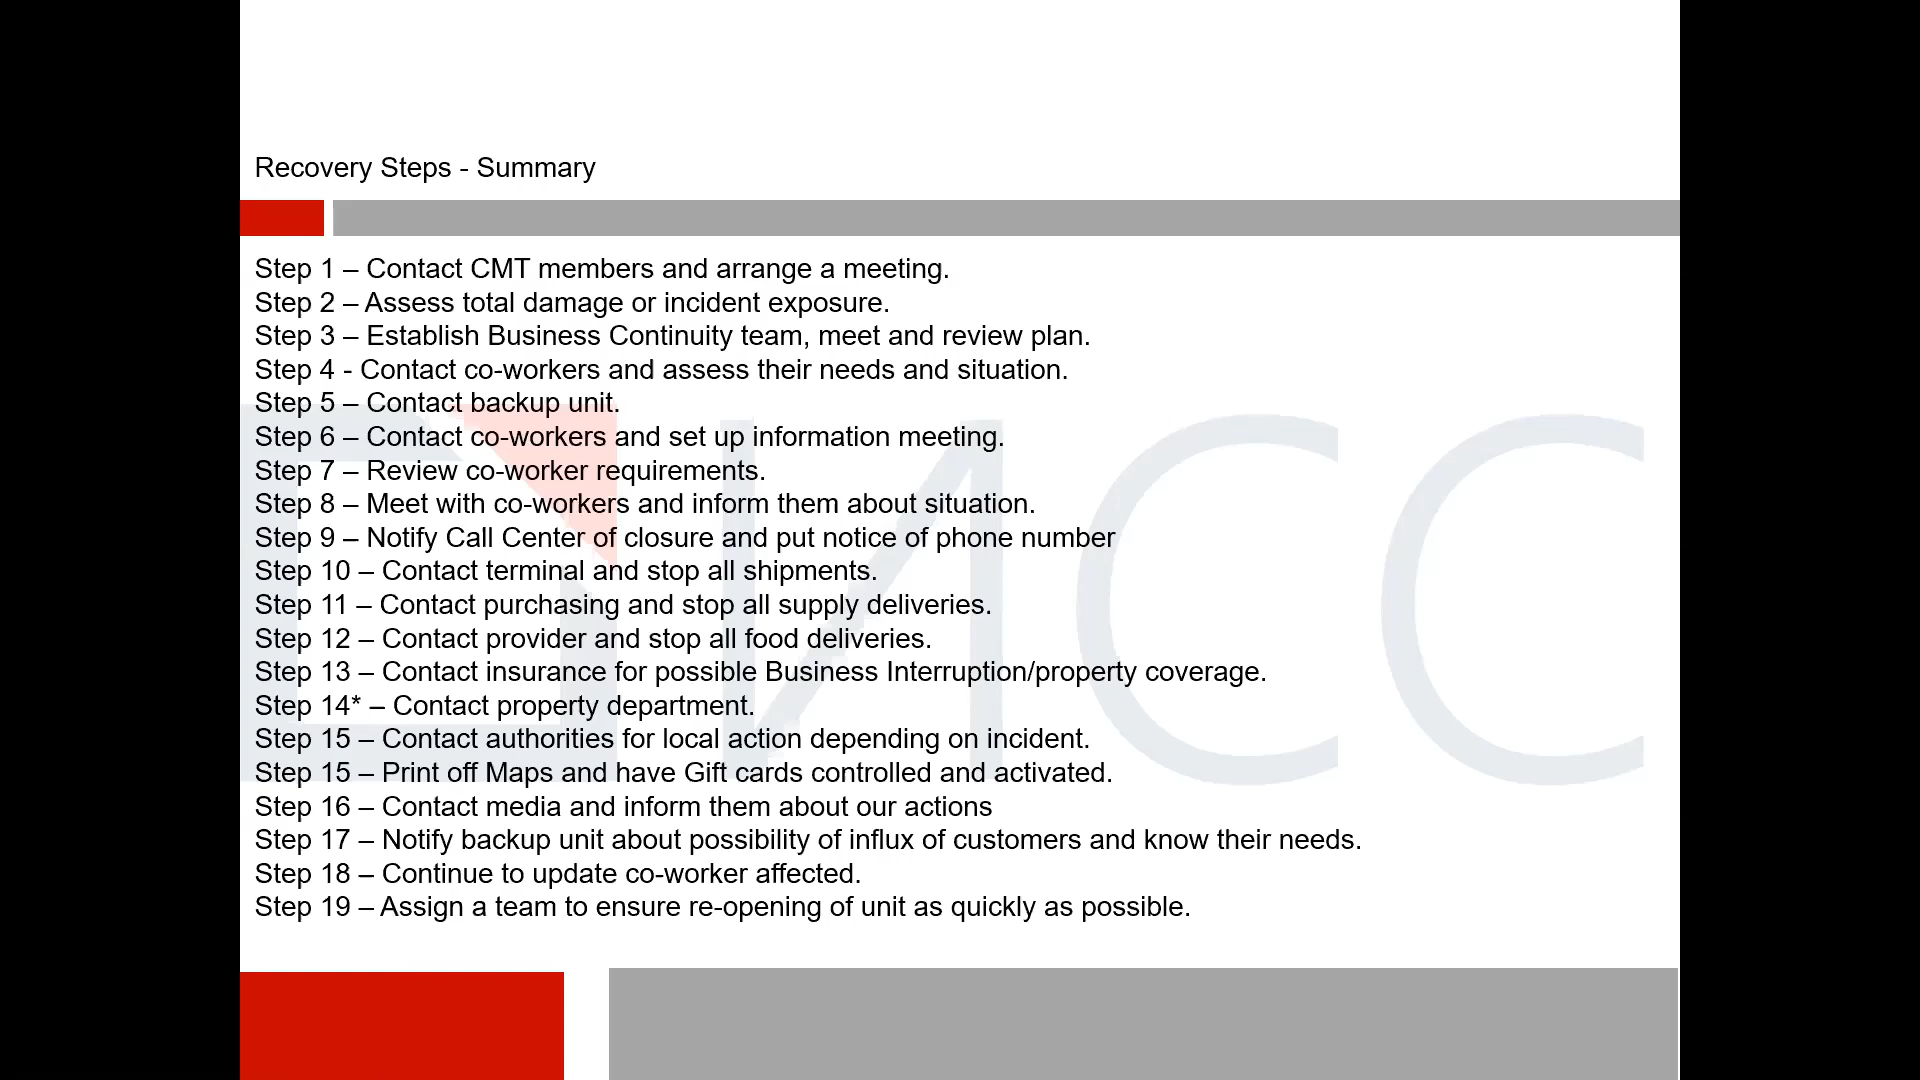 Recovery Steps - Summary
Step 1 – Contact CMT members and arrange a meeting.
Step 2 – Assess total damage or incident exposure.
Step 3 – Establish Business Continuity team, meet and review plan.
Step 4 - Contact co-workers and assess their needs and situation.
Step 5 – Contact backup unit.
Step 6 – Contact co-workers and set up information meeting.
Step 7 – Review co-worker requirements.
Step 8 – Meet with co-workers and inform them about situation.
Step 9 – Notify Call Center of closure and put notice of phone number
Step 10 – Contact terminal and stop all shipments.
Step 11 – Contact purchasing and stop all supply deliveries.
Step 12 – Contact provider and stop all food deliveries.
Step 13 – Contact insurance for possible Business Interruption/property coverage.
Step 14* – Contact property department.
Step 15 – Contact authorities for local action depending on incident.
Step 15 – Print off Maps and have Gift cards controlled and activated.
Step 16 – Contact media and inform them about our actions
Step 17 – Notify backup unit about possibility of influx of customers and know their needs.
Step 18 – Continue to update co-worker affected.
Step 19 – Assign a team to ensure re-opening of unit as quickly as possible.